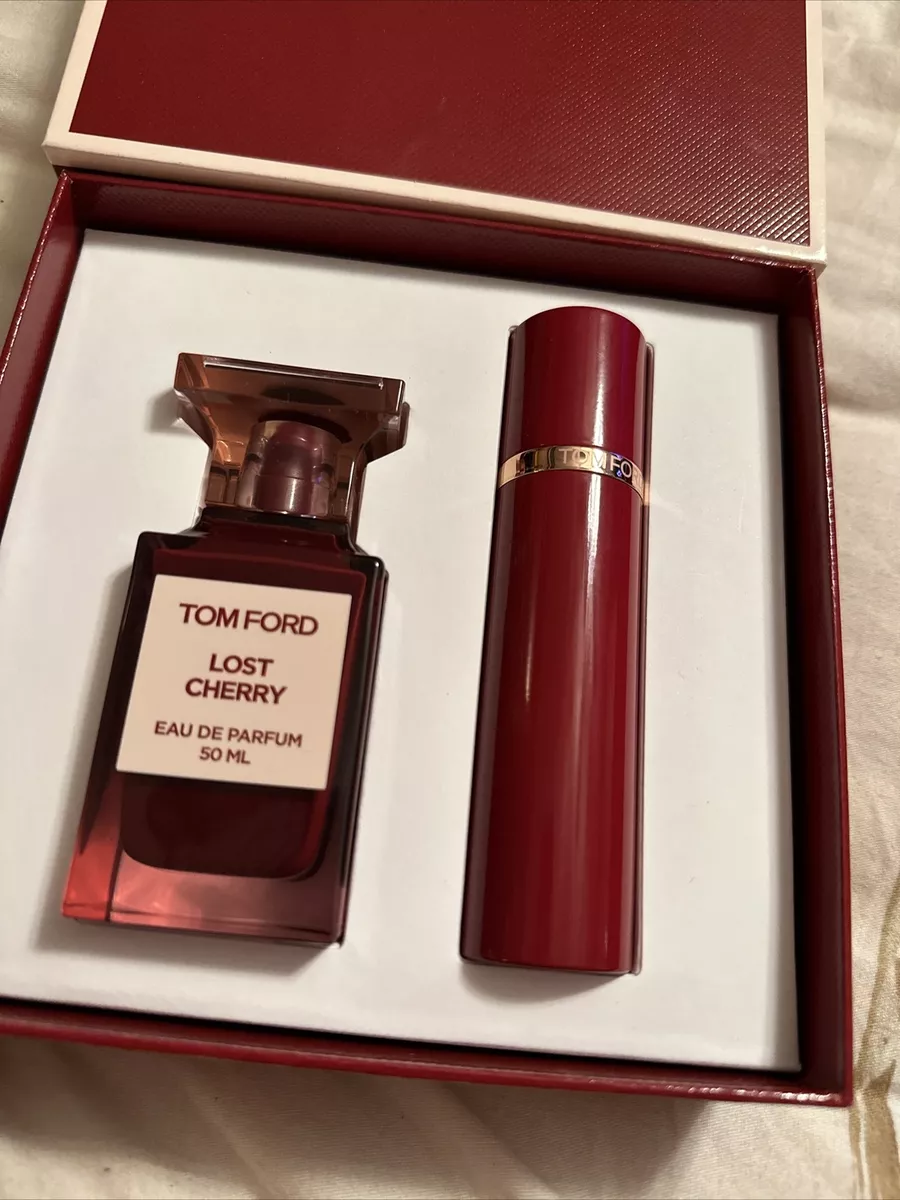 TOM FORD
TOM FORD
LOST
CHERRY
EAU DE PARFUM
50 ML